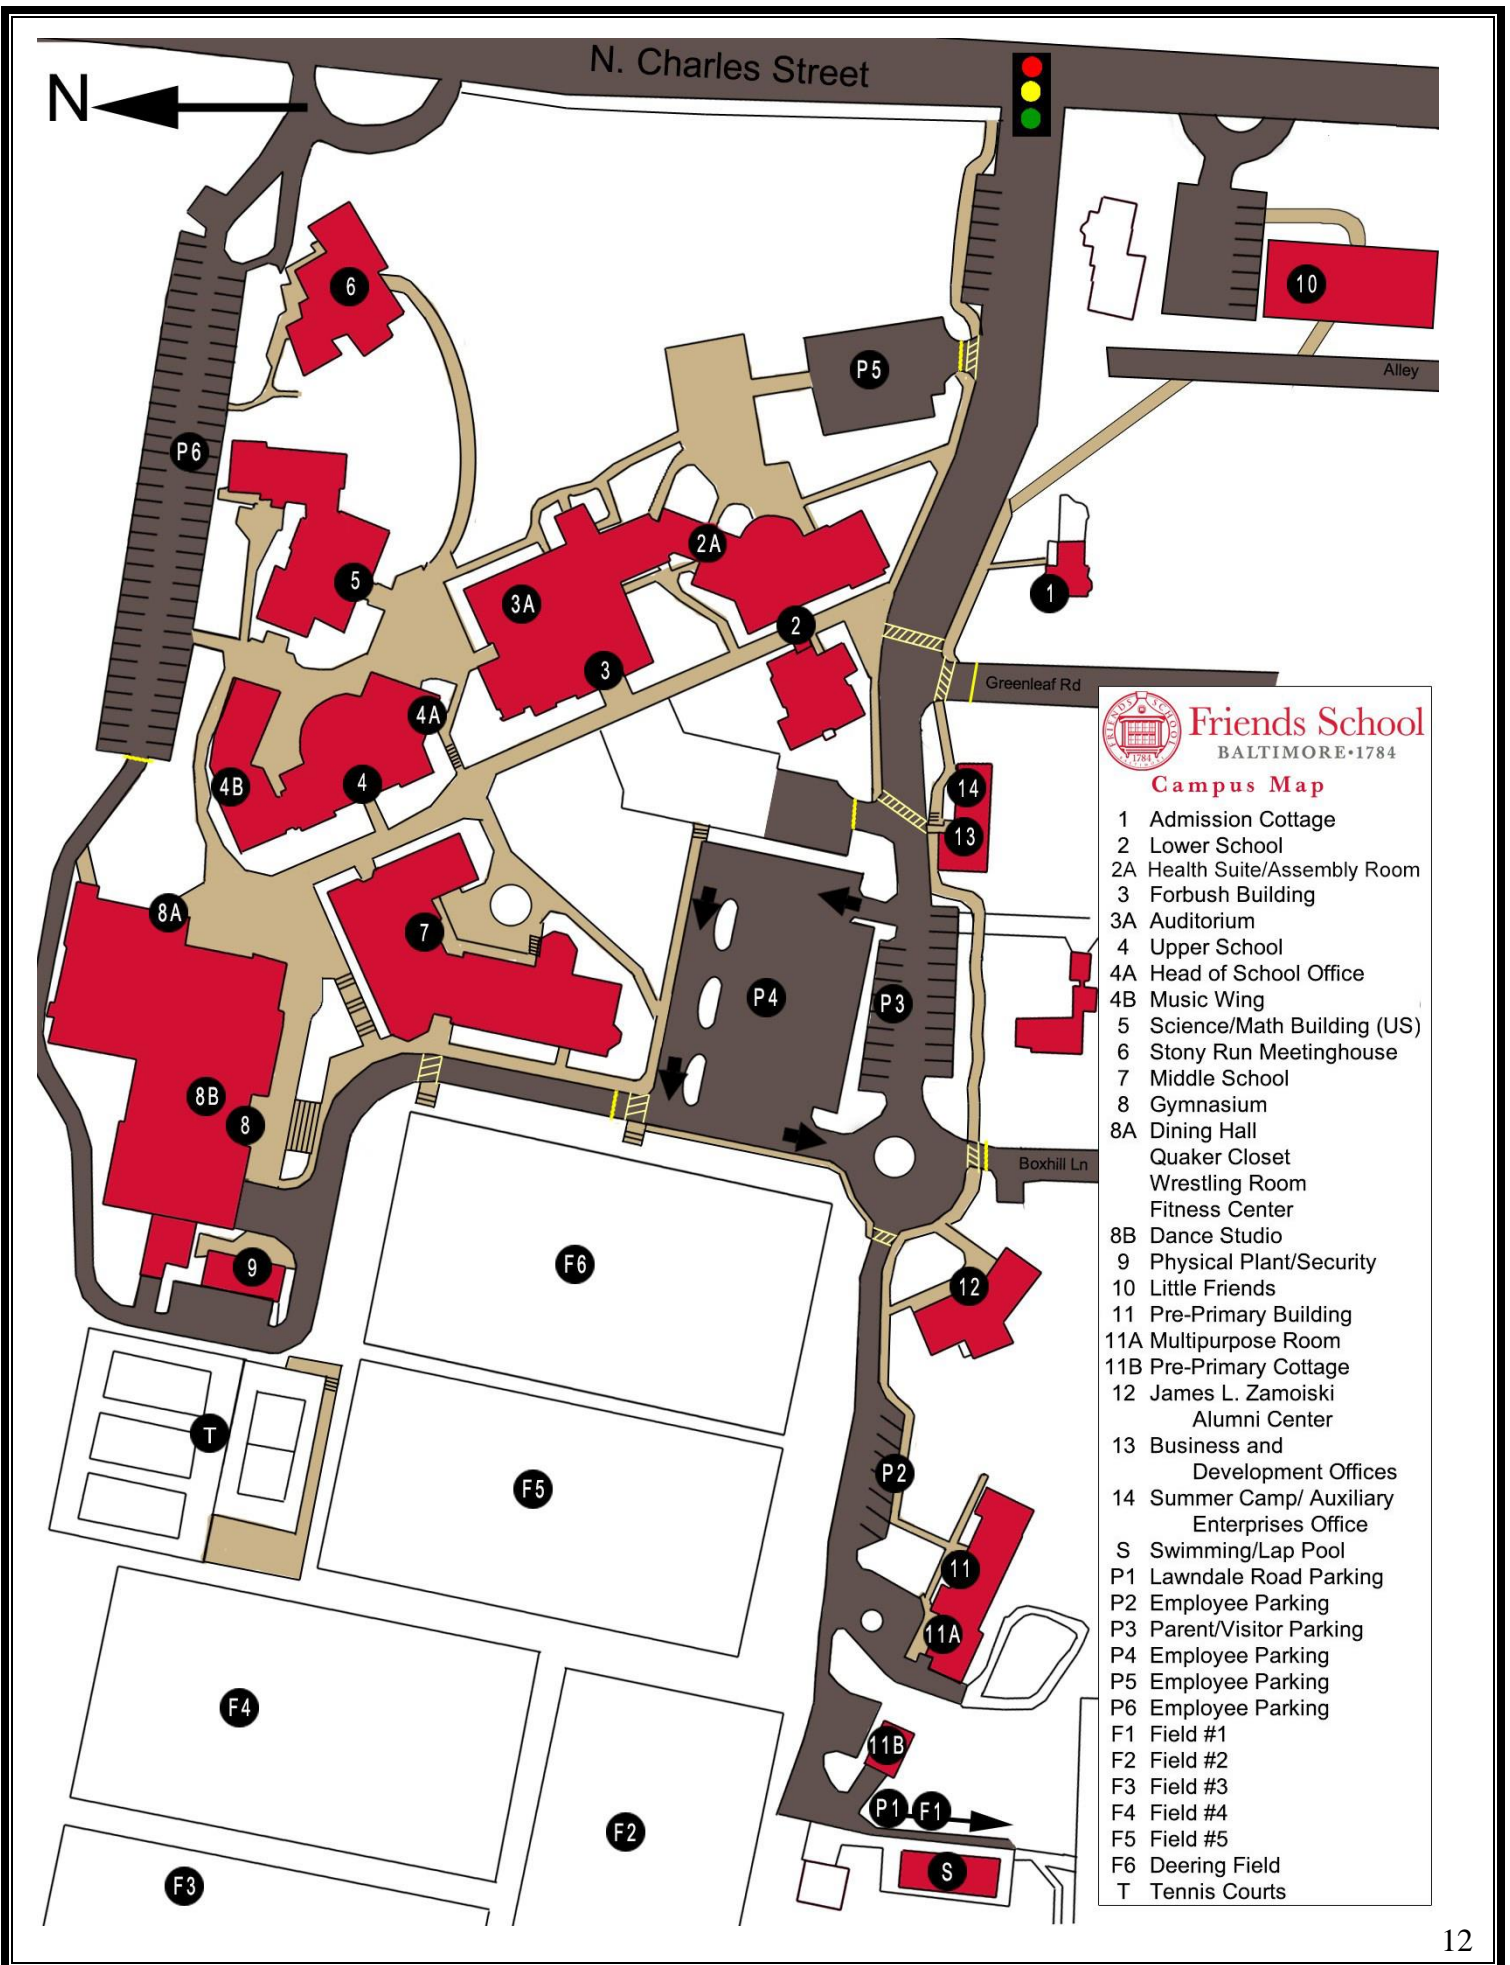 N. Charles Street
N
6
10
P5
Alley
P6
2A
5
3A
1
2
3
Greenleaf Rd
4A
4B
4
14
13
8A
7
P4
P3
8B
8
Boxhill Ln
9
F6
12
T
F5
P2
11
11A
F4
11B
P1
F1
F2
F3
S
FRIENDS SCHOOL
1784
BALTIMORE
Friends School
BALTIMORE•1784
Campus Map
1 Admission Cottage
2 Lower School
2A Health Suite/Assembly Room
3 Forbush Building
3A Auditorium
4 Upper School
4A Head of School Office
4B Music Wing
5 Science/Math Building (US)
6 Stony Run Meetinghouse
7 Middle School
8 Gymnasium
8A Dining Hall
Quaker Closet
Wrestling Room
Fitness Center
8B Dance Studio
9 Physical Plant/Security
10 Little Friends
11 Pre-Primary Building
11A Multipurpose Room
11B Pre-Primary Cottage
12 James L. Zamoiski
Alumni Center
13 Business and
Development Offices
14 Summer Camp/ Auxiliary
Enterprises Office
S Swimming/Lap Pool
P1 Lawndale Road Parking
P2 Employee Parking
P3 Parent/Visitor Parking
P4 Employee Parking
P5 Employee Parking
P6 Employee Parking
F1 Field #1
F2 Field #2
F3 Field #3
F4 Field #4
F5 Field #5
F6 Deering Field
T Tennis Courts
12